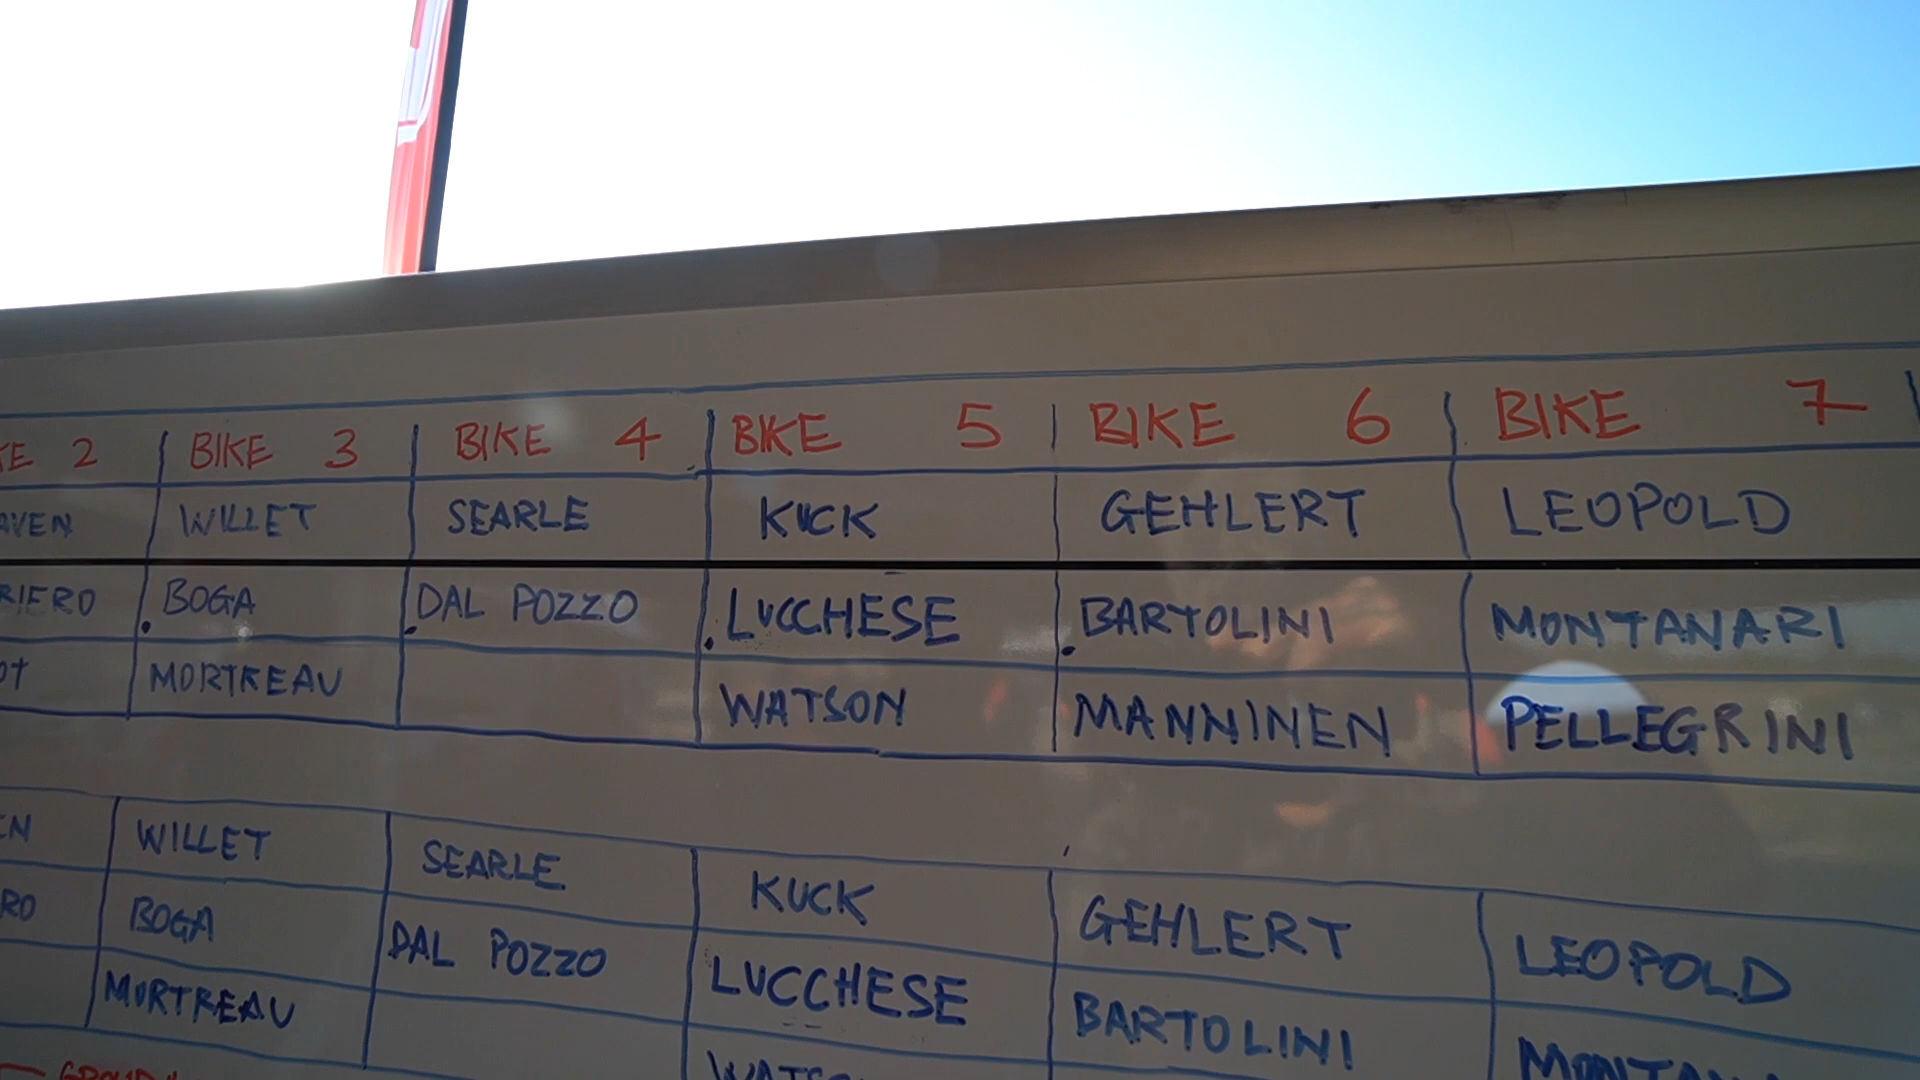 2 BIKE 3 BIKE 4 BIKE 5 BIKE 6 BIKE 7
WILLET SEARLE KUCK GEHLERT LEOPOLD
BOGA DAL POZZO LUCCHESE BARTOLINI MONTANARI
MORTREAU WATSON MANNINEN PELLEGRINI
WILLET SEARLE KUCK GEHLERT LEOPOLD
BOGA DAL POZZO LUCCHESE BARTOLINI
MORTREAU